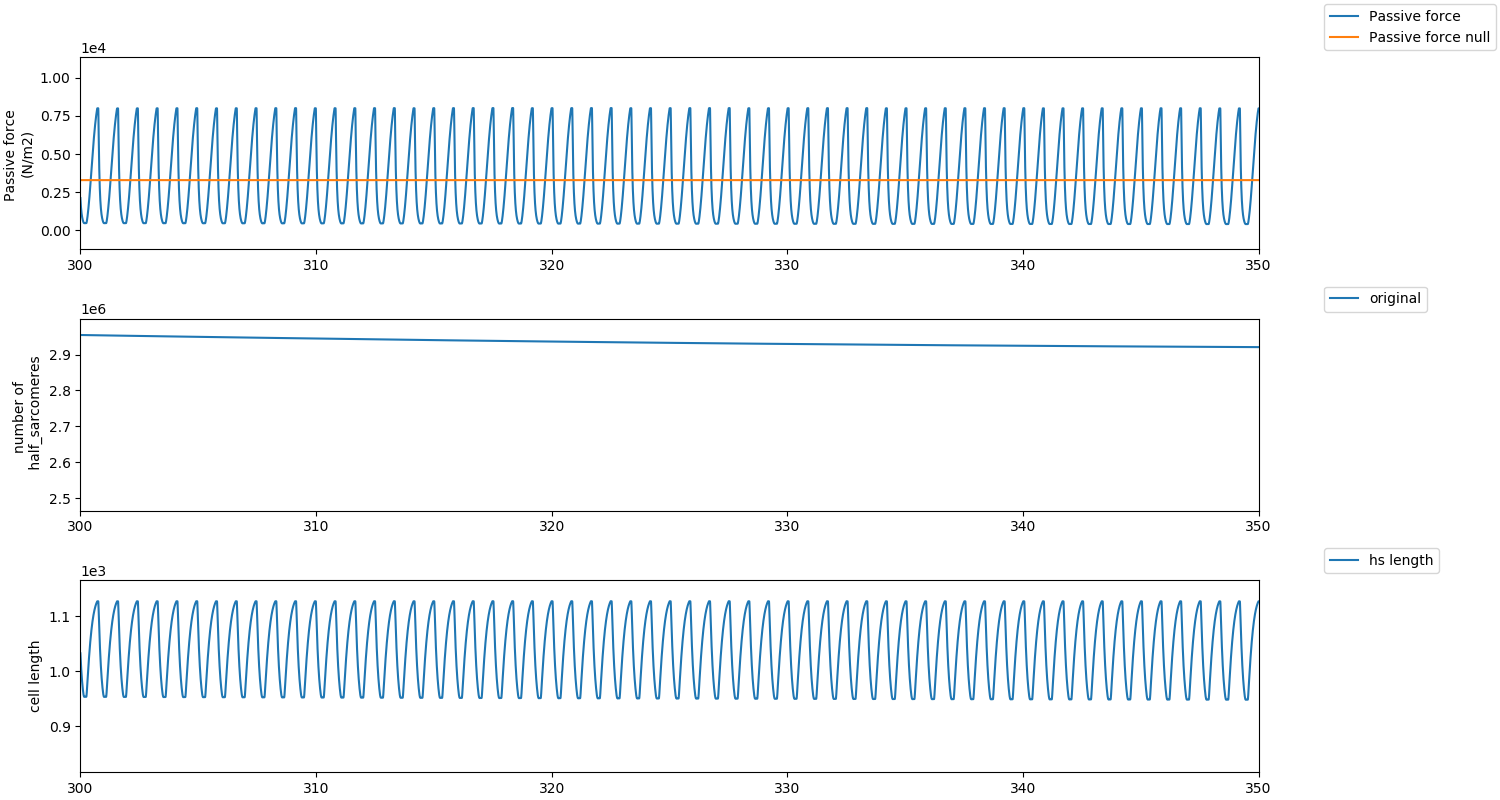 Passive force
Passive force null
1e4
Passive force
(N/m2)
1.00
0.75
0.50
0.25
0.00
300
310
320
330
340
350
original
1e6
number of
half_sarcomeres
2.9
2.8
2.7
2.6
2.5
300
310
320
330
340
350
hs length
1e3
cell length
1.1
1.0
0.9
300
310
320
330
340
350